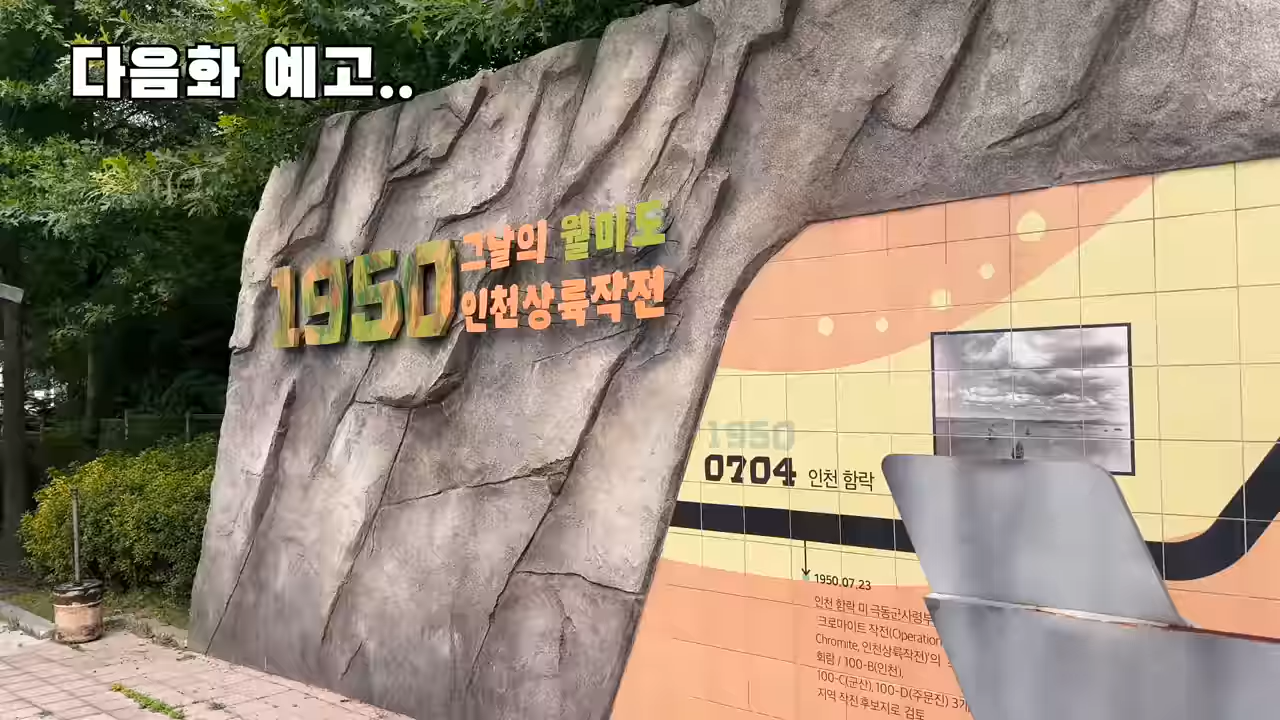 다음화 예고..
1950 그날의 월미도
인천상륙작전
1950
0704 인천 함락
1950.07.23
인천 함락 미 극동군사령부
크로마이트 작전(Operation
Chromite, 인천상륙작전)'의
회람 / 100-B(인천),
100-C(군산), 100-D(주문진) 3개
지역 작전 후보지로 검토